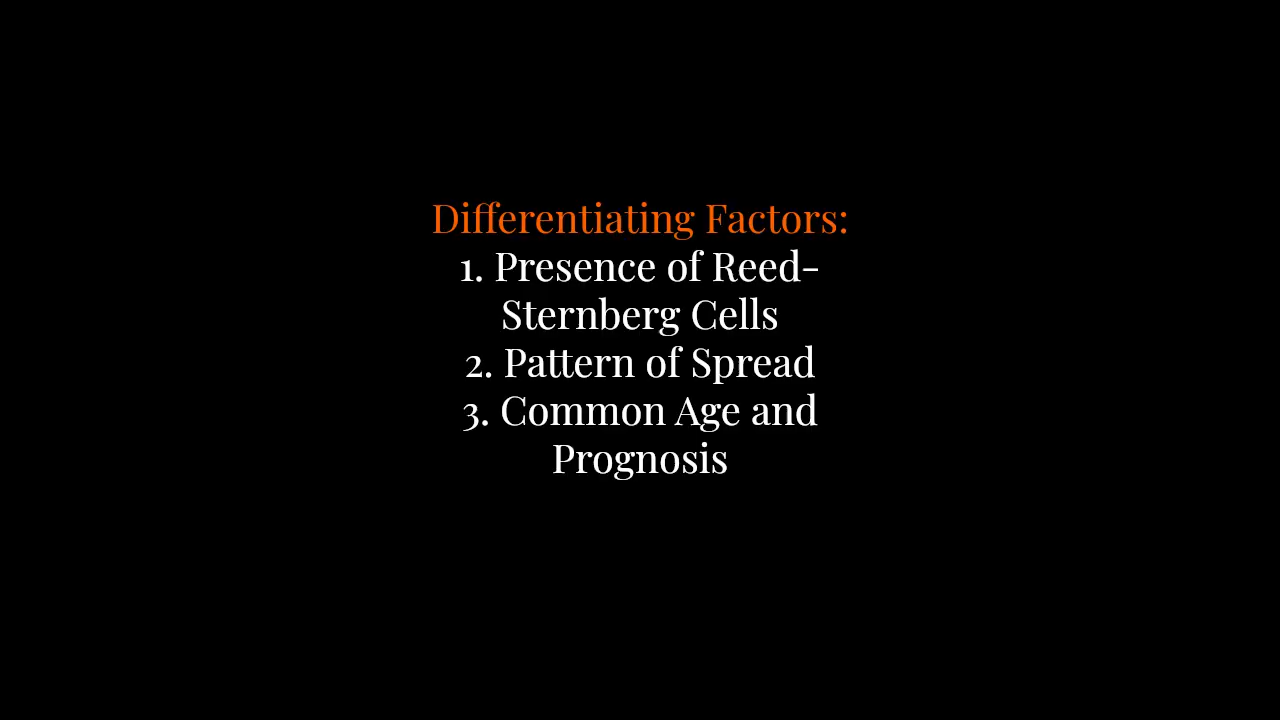 Differentiating Factors:
1. Presence of Reed-
Sternberg Cells
2. Pattern of Spread
3. Common Age and
Prognosis